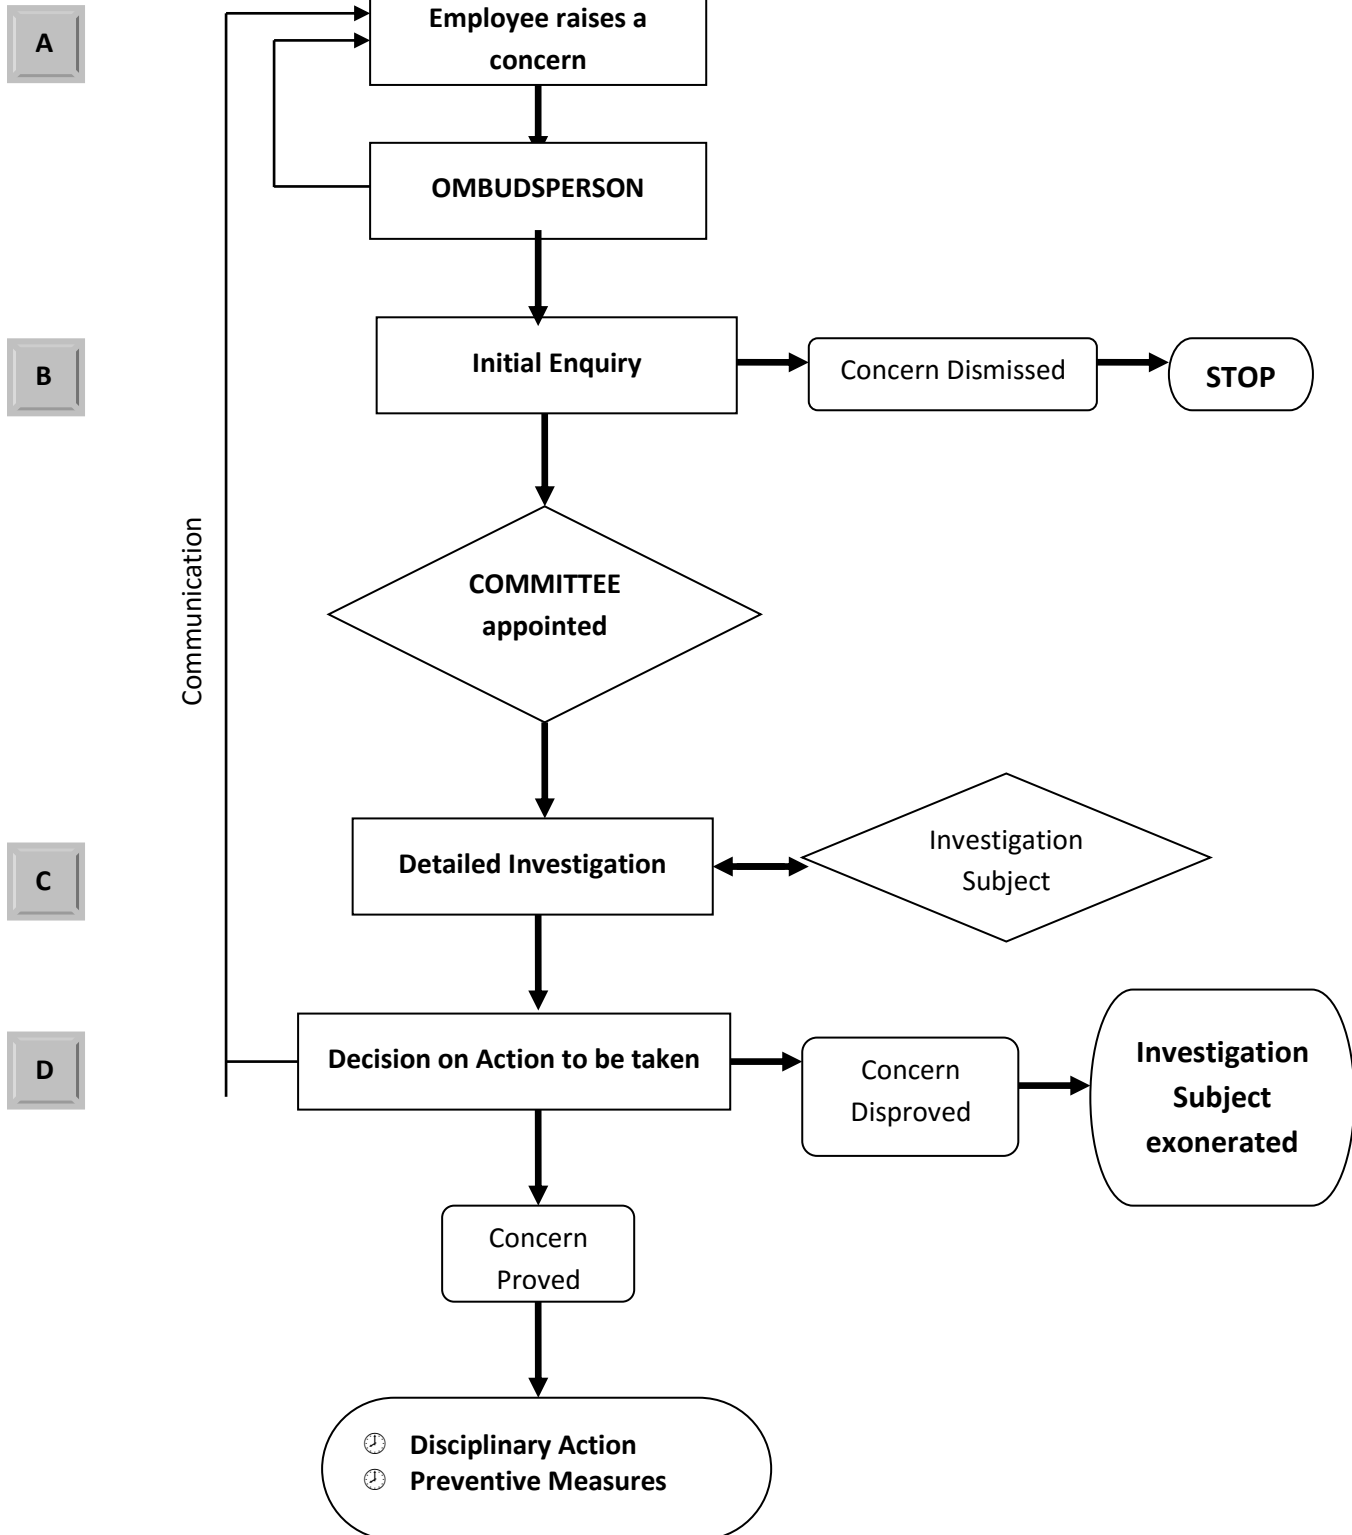 A
Employee raises a
concern
OMBUDSPERSON
B
Initial Enquiry
Concern Dismissed
STOP
Communication
COMMITTEE
appointed
C
Detailed Investigation
Investigation
Subject
D
Decision on Action to be taken
Concern
Disproved
Investigation
Subject
exonerated
Concern
Proved
Disciplinary Action
Preventive Measures